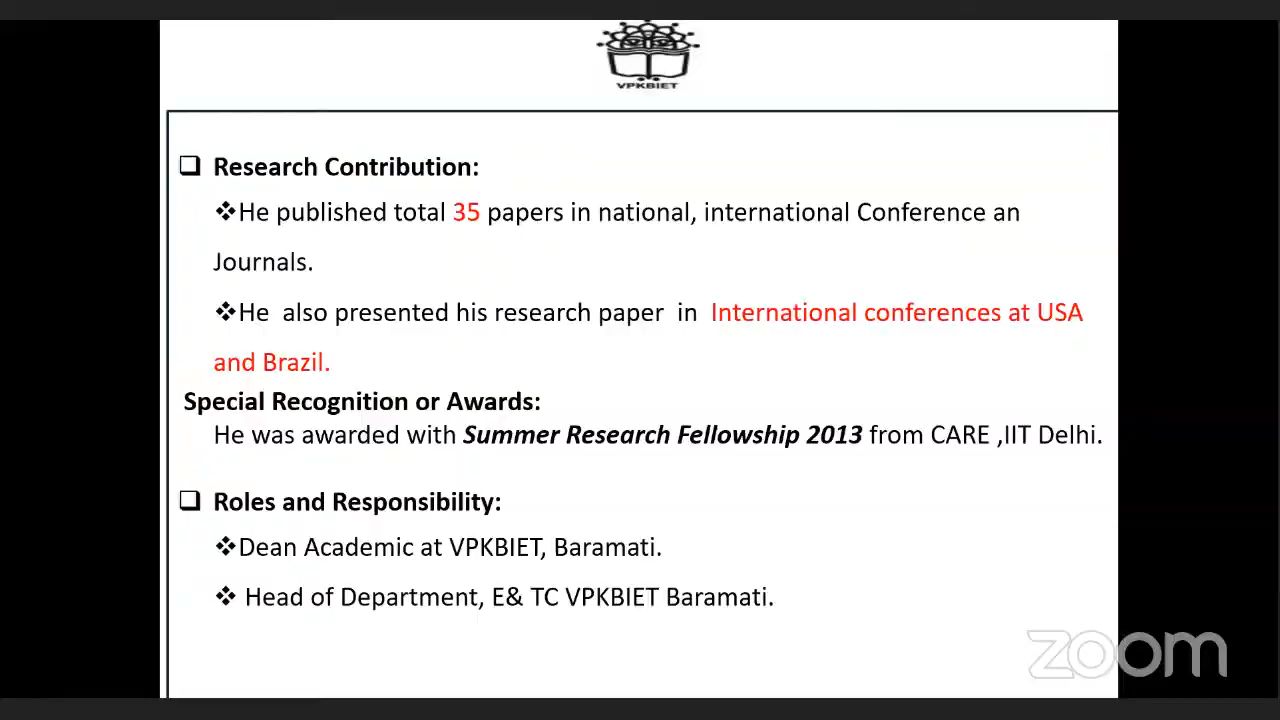 VPKBIET
Research Contribution:
He published total 35 papers in national, international Conference an
Journals.
He also presented his research paper in International conferences at USA
and Brazil.
Special Recognition or Awards:
He was awarded with Summer Research Fellowship 2013 from CARE ,IIT Delhi.
Roles and Responsibility:
Dean Academic at VPKBIET, Baramati.
Head of Department, E& TC VPKBIET Baramati.
zoom